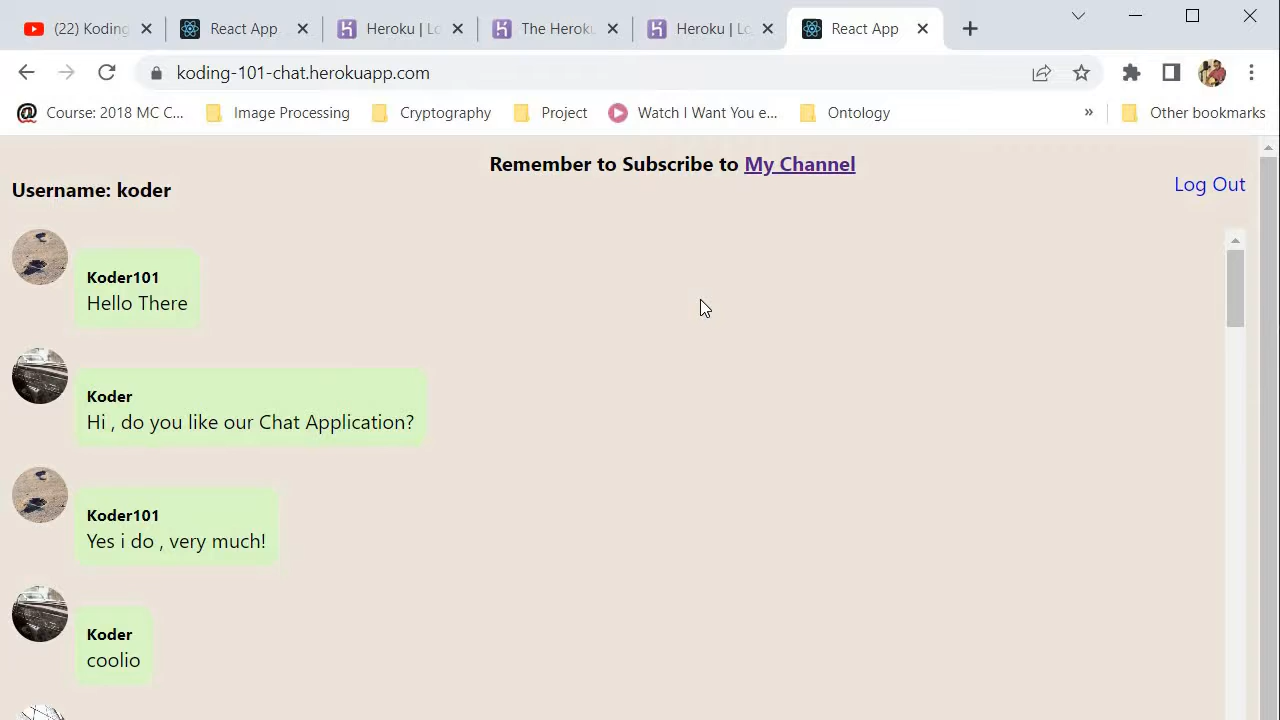 (22) Koding
React App
Heroku | Lo
The Heroku
Heroku | Lo
React App
koding-101-chat.herokuapp.com
Course: 2018 MC C...
Image Processing
Cryptography
Project
Watch I Want You e...
Ontology
»
Other bookmarks
Remember to Subscribe to My Channel
Username: koder
Log Out
Koder101
Hello There
Koder
Hi , do you like our Chat Application?
Koder101
Yes i do , very much!
Koder
coolio